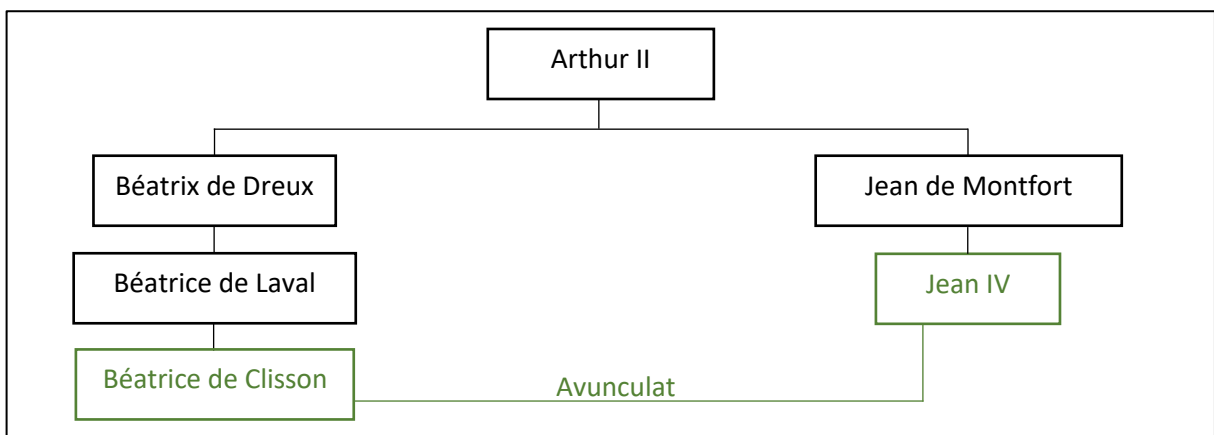 Arthur II
Béatrix de Dreux
Jean de Montfort
Béatrice de Laval
Jean IV
Béatrice de Clisson
Avunculat